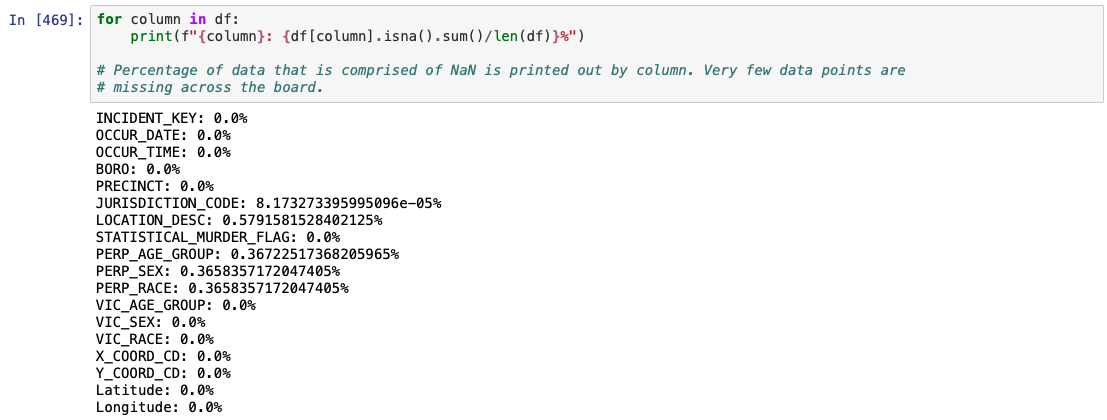 In [469]: for column in df:
print(f"{column}: {df[column].isna().sum()/len(df)}%")
# Percentage of data that is comprised of NaN is printed out by column. Very few data points are
# missing across the board.
INCIDENT_KEY: 0.0%
OCCUR_DATE: 0.0%
OCCUR_TIME: 0.0%
BORO: 0.0%
PRECINCT: 0.0%
JURISDICTION_CODE: 8.173273395995096e-05%
LOCATION_DESC: 0.5791581528402125%
STATISTICAL_MURDER_FLAG: 0.0%
PERP_AGE_GROUP: 0.36722517368205965%
PERP_SEX: 0.3658357172047405%
PERP_RACE: 0.3658357172047405%
VIC_AGE_GROUP: 0.0%
VIC_SEX: 0.0%
VIC_RACE: 0.0%
X_COORD_CD: 0.0%
Y_COORD_CD: 0.0%
Latitude: 0.0%
Longitude: 0.0%